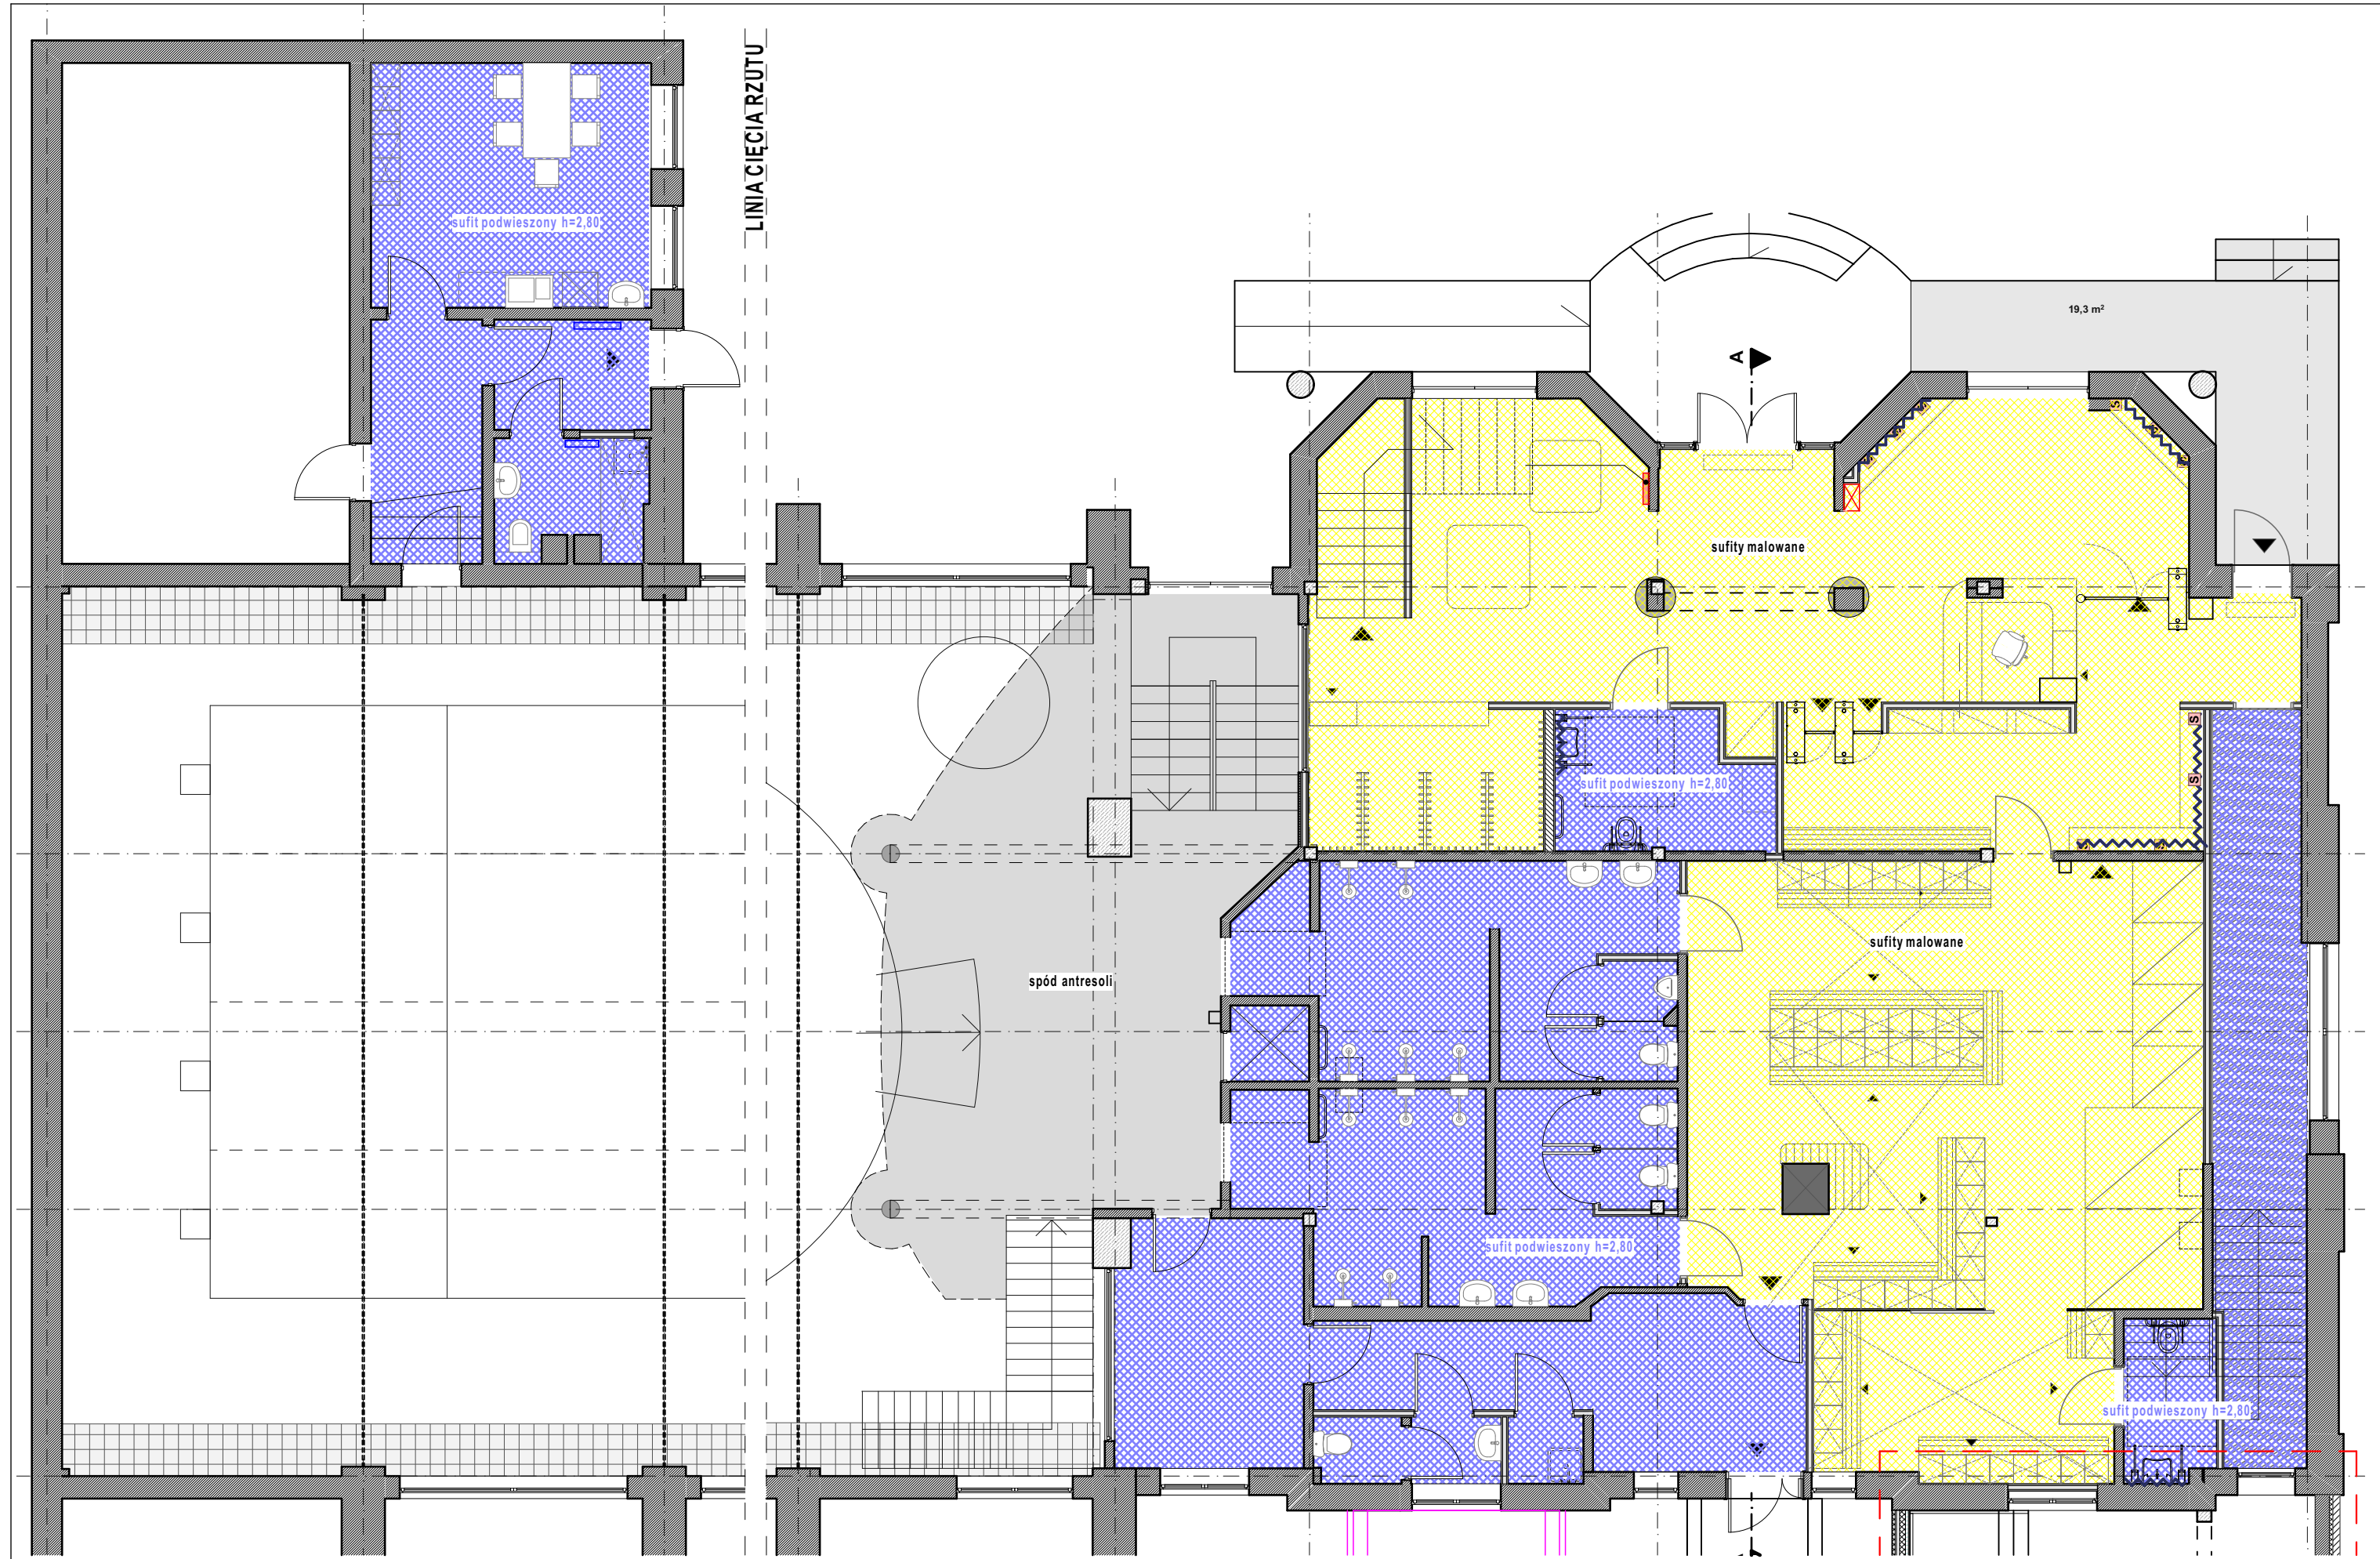 LINIA CIĘCIA RZUTU
sufit podwieszony h=2,80
19,3 m²
A
S
sufity malowane
S
sufit podwieszony h=2,80
S
sufity malowane
spód antresoli
sufit podwieszony h=2,80
sufit podwieszony h=2,80